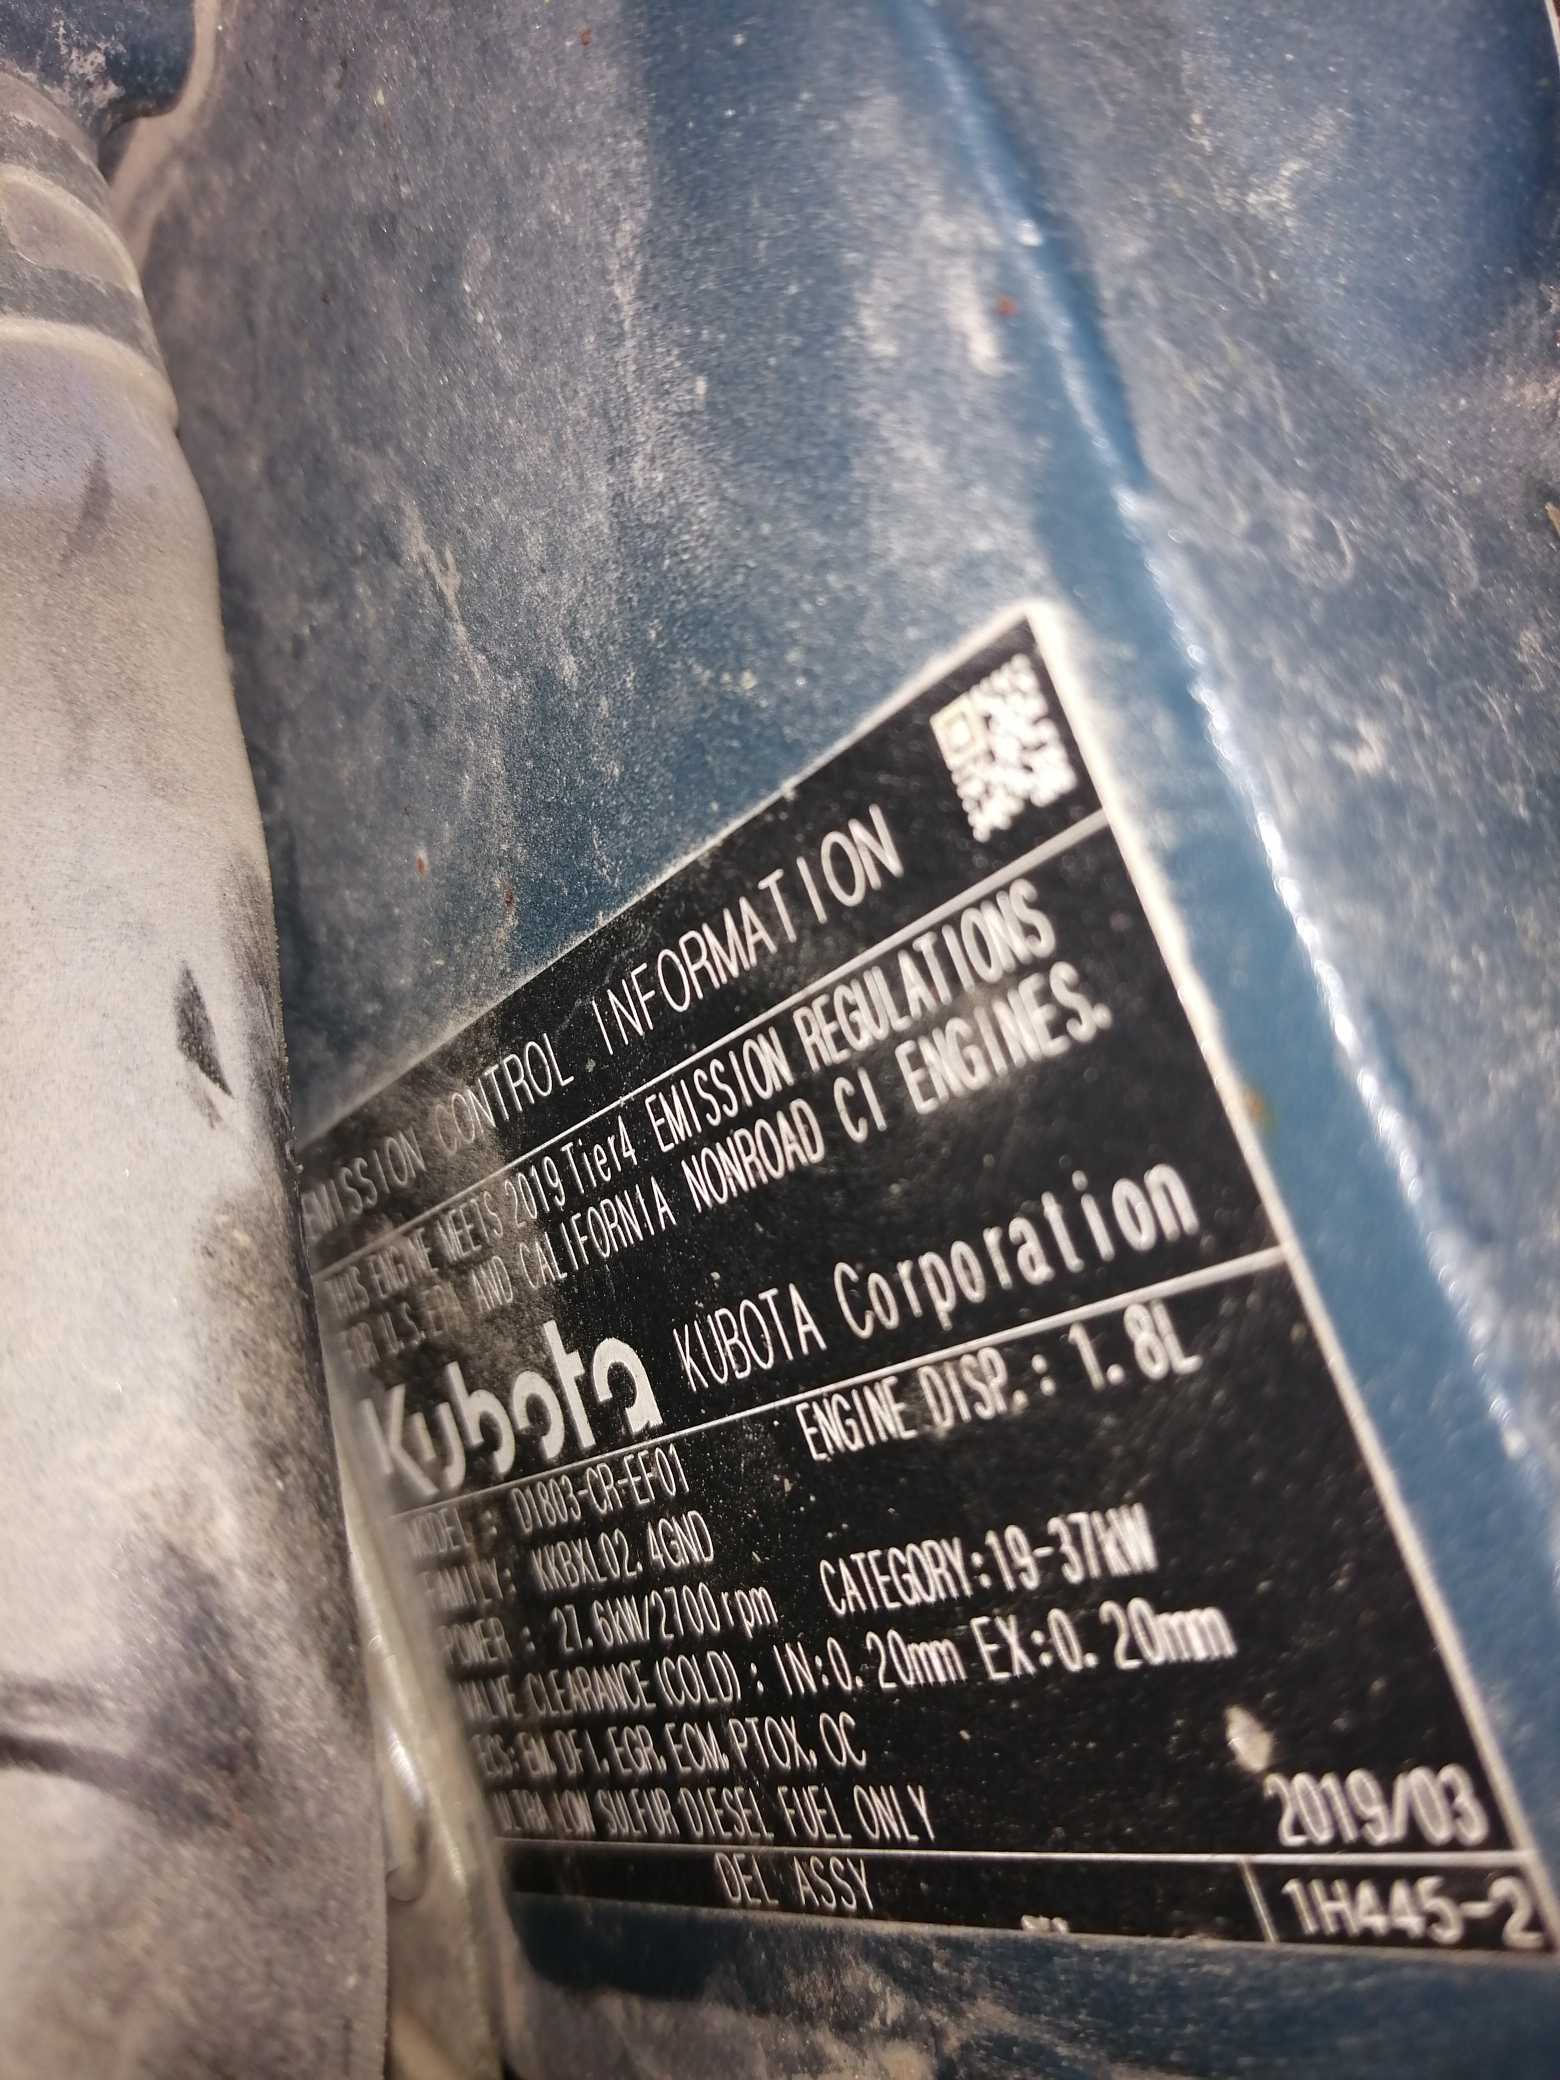 EMISSION CONTROL INFORMATION
THIS ENGINE MEETS 2019 Tier4 EMISSION REGULATIONS
FOR U.S. EPA AND CALIFORNIA NONROAD CI ENGINES.
Kubota KUBOTA Corporation
MODEL : D1803-CR-EF01 ENGINE DISP.: 1.8L
FAMILY: KKBXL02.4GND
POWER : 27.6kW/2700rpm CATEGORY:19-37kW
VALVE CLEARANCE(COLD): IN:0.20mm EX:0.20mm
ECS: EM, DFI, EGR, ECM, PTOX, OC
ULTRA LOW SULFUR DIESEL FUEL ONLY 2019/03
DEL ASSY 1H445-2